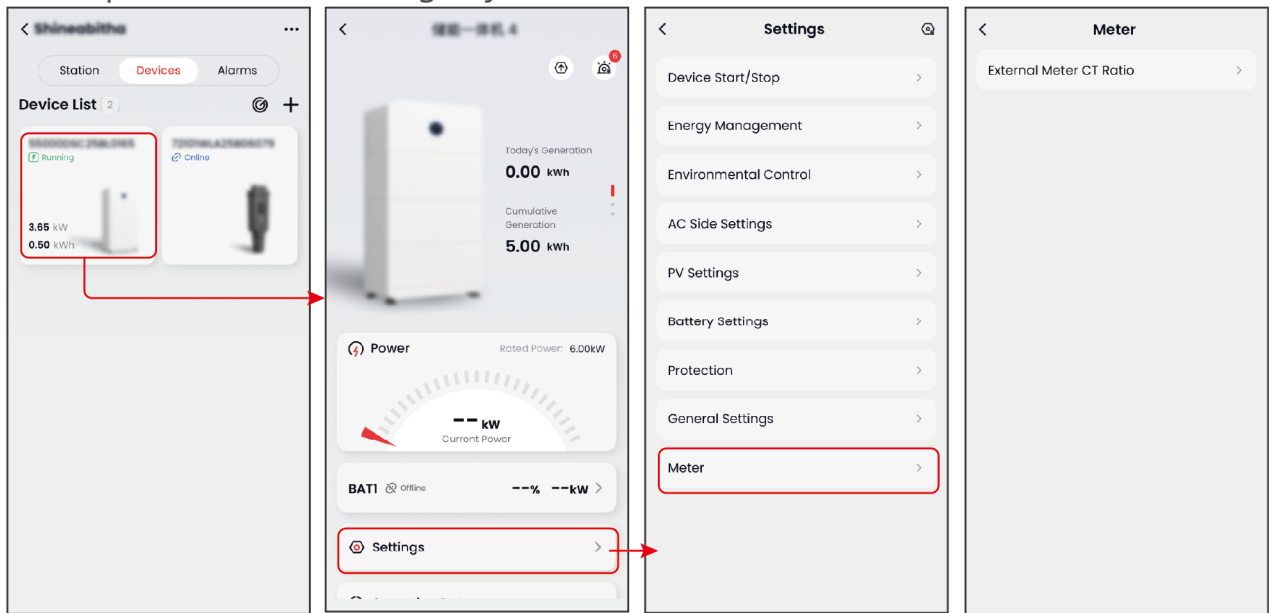 Station Devices Alarms
Device List 2
Running
Online
3.65 kW
0.50 kWh
6
Today's Generation
0.00 kWh
Cumulative
Generation
5.00 kWh
Power Rated Power: 6.00kW
-- kW
Current Power
BAT1 Offline --% --kW
Settings
Settings
Device Start/Stop
Energy Management
Environmental Control
AC Side Settings
PV Settings
Battery Settings
Protection
General Settings
Meter
Meter
External Meter CT Ratio